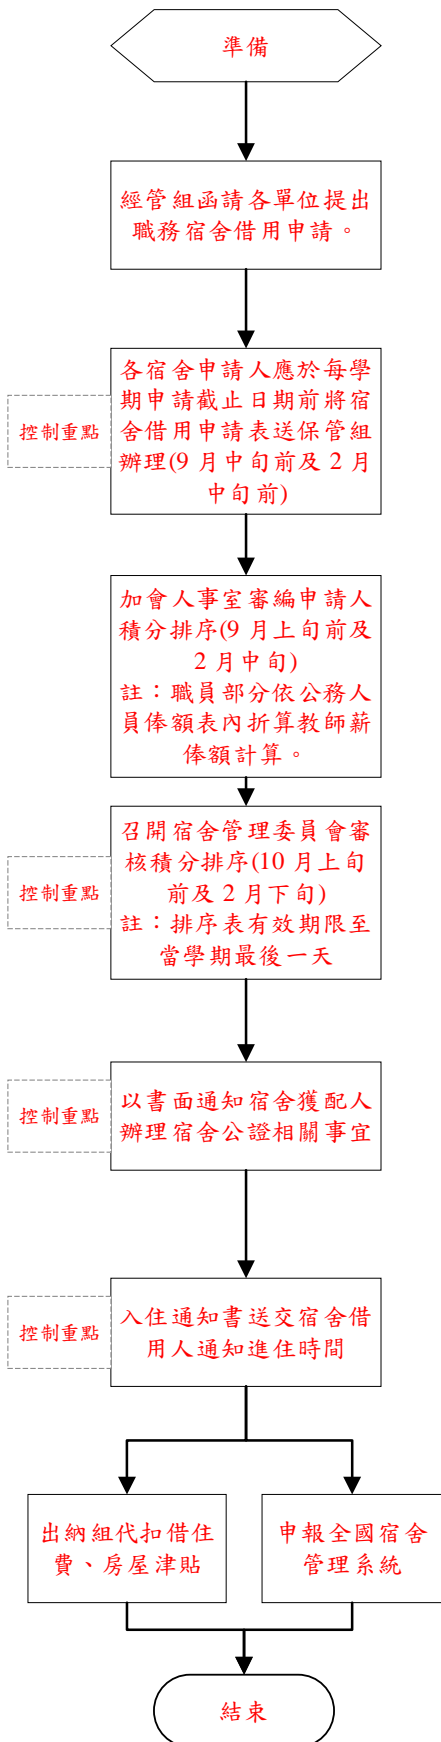 準備
經管組函請各單位提出
職務宿舍借用申請。
各宿舍申請人應於每學
期申請截止日期前將宿
舍借用申請表送保管組
辦理(9 月中旬前及 2 月
中旬前)
控制重點
加會人事室審編申請人
積分排序(9 月上旬前及
2 月中旬)
註：職員部分依公務人
員俸額表內折算教師薪
俸額計算。
召開宿舍管理委員會審
核積分排序(10 月上旬
前及 2 月下旬)
註：排序表有效期限至
當學期最後一天
控制重點
以書面通知宿舍獲配人
辦理宿舍公證相關事宜
控制重點
入住通知書送交宿舍借
用人通知進住時間
控制重點
出納組代扣借住
費、房屋津貼
申報全國宿舍
管理系統
結束